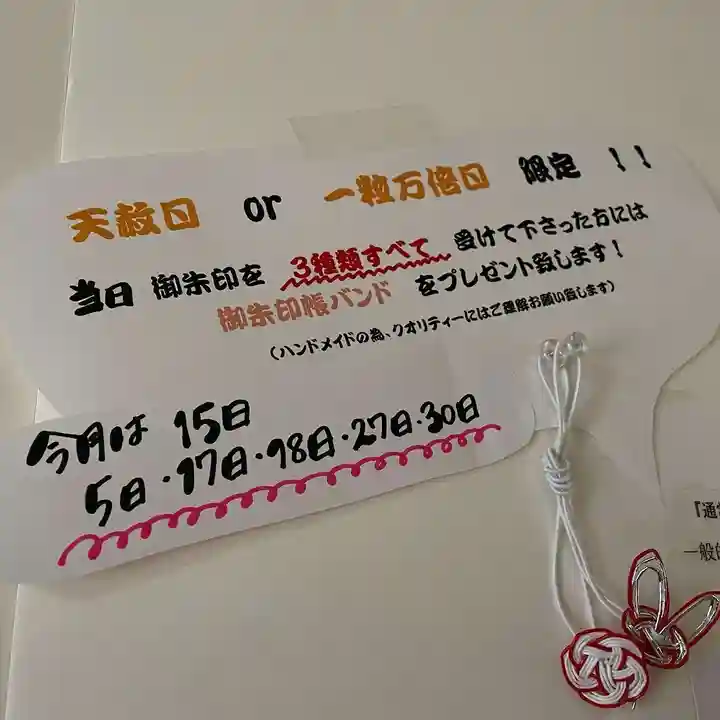 天赦日 or 一粒万倍日 限定 !!
当日 御朱印を 3種類すべて 受けて下さった方には
御朱印帳バンド をプレゼント致します!
(ハンドメイドの為、クオリティーにはご理解お願い致します)
今月は 15日
5日・17日・18日・27日・30日
『通常
一般的